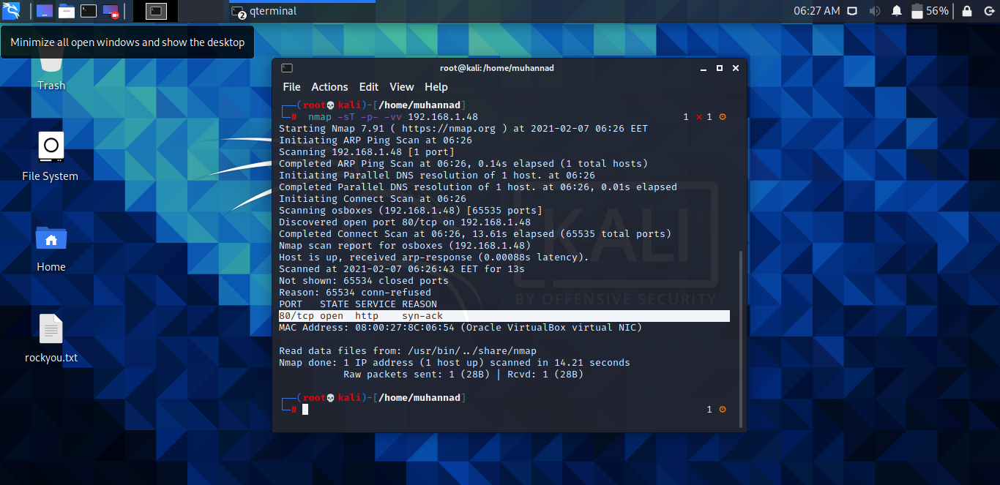 2
qterminal
06:27 AM
56%
Minimize all open windows and show the desktop
Trash
File System
Home
rockyou.txt
root@kali:/home/muhannad
File Actions Edit View Help
(root💀kali)-[/home/muhannad]
# nmap -sT -p- -vv 192.168.1.48 1 ⨯ 1 ⚙
Starting Nmap 7.91 ( https://nmap.org ) at 2021-02-07 06:26 EET
Initiating ARP Ping Scan at 06:26
Scanning 192.168.1.48 [1 port]
Completed ARP Ping Scan at 06:26, 0.14s elapsed (1 total hosts)
Initiating Parallel DNS resolution of 1 host. at 06:26
Completed Parallel DNS resolution of 1 host. at 06:26, 0.01s elapsed
Initiating Connect Scan at 06:26
Scanning osboxes (192.168.1.48) [65535 ports]
Discovered open port 80/tcp on 192.168.1.48
Completed Connect Scan at 06:26, 13.61s elapsed (65535 total ports)
Nmap scan report for osboxes (192.168.1.48)
Host is up, received arp-response (0.00088s latency).
Scanned at 2021-02-07 06:26:43 EET for 13s
Not shown: 65534 closed ports
Reason: 65534 conn-refused
PORT STATE SERVICE REASON
80/tcp open http syn-ack
MAC Address: 08:00:27:8C:06:54 (Oracle VirtualBox virtual NIC)
Read data files from: /usr/bin/../share/nmap
Nmap done: 1 IP address (1 host up) scanned in 14.21 seconds
Raw packets sent: 1 (28B) | Rcvd: 1 (28B)
(root💀kali)-[/home/muhannad]
# 1 ⚙
KALI
BY OFFENSIVE SECURITY